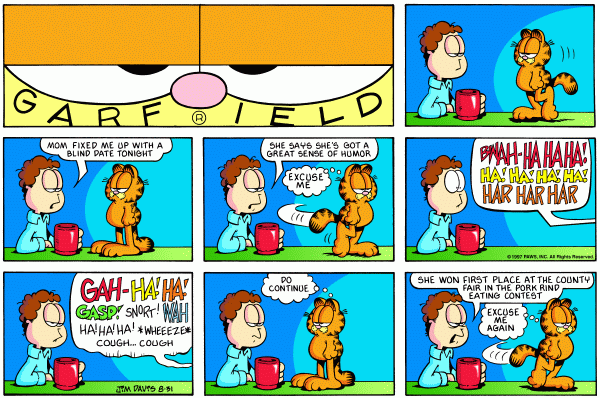 GARFIELD
®
MOM FIXED ME UP WITH A
BLIND DATE TONIGHT
SHE SAYS SHE'S GOT A
GREAT SENSE OF HUMOR
EXCUSE
ME
BWAH-HA HA HA!
HA! HA! HA! HA!
HAR HAR HAR
© 1997 PAWS, INC. All Rights Reserved.
GAH-HA! HA!
GASP! SNORT! WAH
HA! HA! HA! *WHEEEZE*
COUGH... COUGH
JIM DAVIS 8-31
DO
CONTINUE
SHE WON FIRST PLACE AT THE COUNTY
FAIR IN THE PORK RIND
EATING CONTEST
EXCUSE
ME
AGAIN